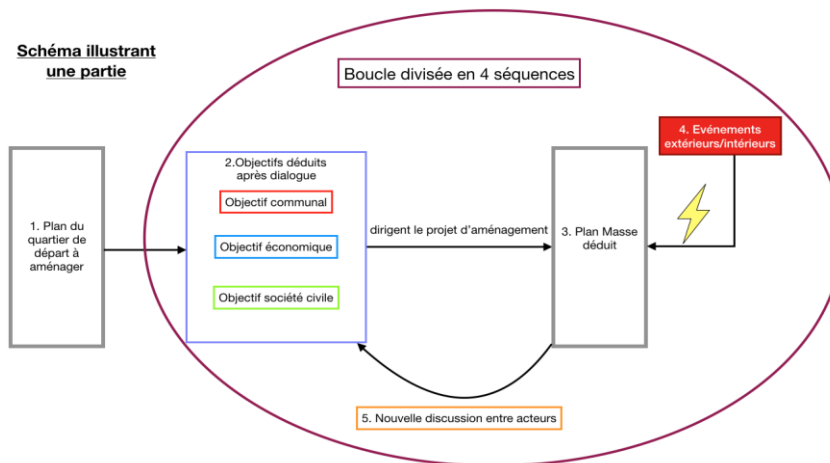 Schéma illustrant
une partie
Boucle divisée en 4 séquences
4. Evénements
extérieurs/intérieurs
1. Plan du
quartier de
départ à
aménager
2.Objectifs déduits
après dialogue
Objectif communal
Objectif économique
Objectif société civile
dirigent le projet d'aménagement
3. Plan Masse
déduit
5. Nouvelle discussion entre acteurs